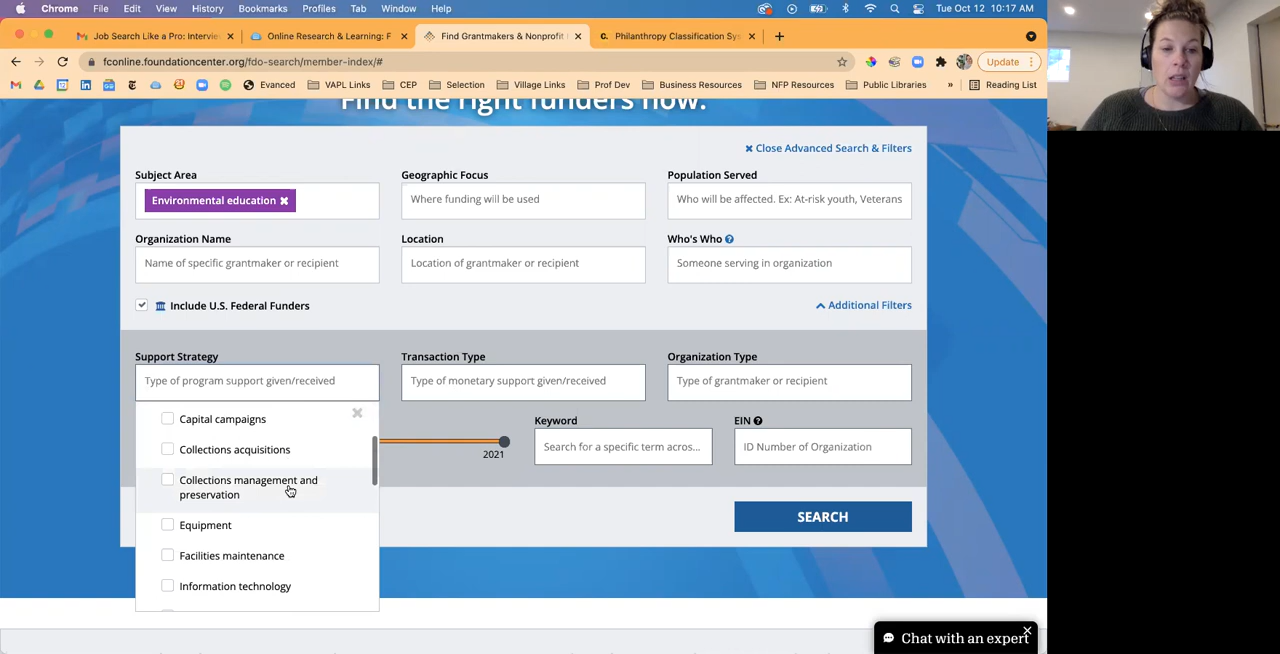 Chrome File Edit View History Bookmarks Profiles Tab Window Help Tue Oct 12 10:17 AM
Job Search Like a Pro: Intervie Online Research & Learning: F Find Grantmakers & Nonprofit Philanthropy Classification Sys
fconline.foundationcenter.org/fdo-search/member-index/# Update
Evanced VAPL Links CEP Selection Village Links Prof Dev Business Resources NFP Resources Public Libraries » Reading List
Find the right funders now.
Close Advanced Search & Filters
Subject Area Geographic Focus Population Served
Environmental education Where funding will be used Who will be affected. Ex: At-risk youth, Veterans
Organization Name Location Who's Who
Name of specific grantmaker or recipient Location of grantmaker or recipient Someone serving in organization
Include U.S. Federal Funders Additional Filters
Support Strategy Transaction Type Organization Type
Type of program support given/received Type of monetary support given/received Type of grantmaker or recipient
Capital campaigns Keyword EIN
Collections acquisitions 2021 Search for a specific term acros... ID Number of Organization
Collections management and
preservation
Equipment SEARCH
Facilities maintenance
Information technology
Chat with an expert